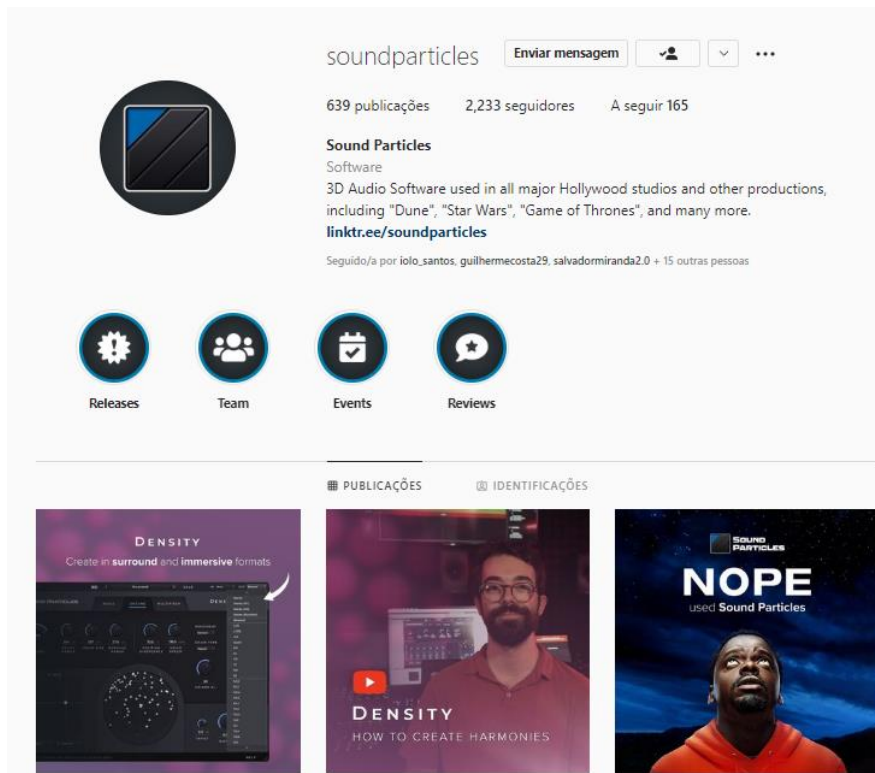 soundparticles Enviar mensagem
639 publicações 2,233 seguidores A seguir 165
Sound Particles
Software
3D Audio Software used in all major Hollywood studios and other productions,
including "Dune", "Star Wars", "Game of Thrones", and many more.
linktr.ee/soundparticles
Seguido/a por iolo_santos, guilhermecosta29, salvadormiranda2.0 + 15 outras pessoas
Releases Team Events Reviews
PUBLICAÇÕES IDENTIFICAÇÕES
DENSITY
Create in surround and immersive formats
DENSITY
HOW TO CREATE HARMONIES
SOUND
PARTICLES
NOPE
used Sound Particles